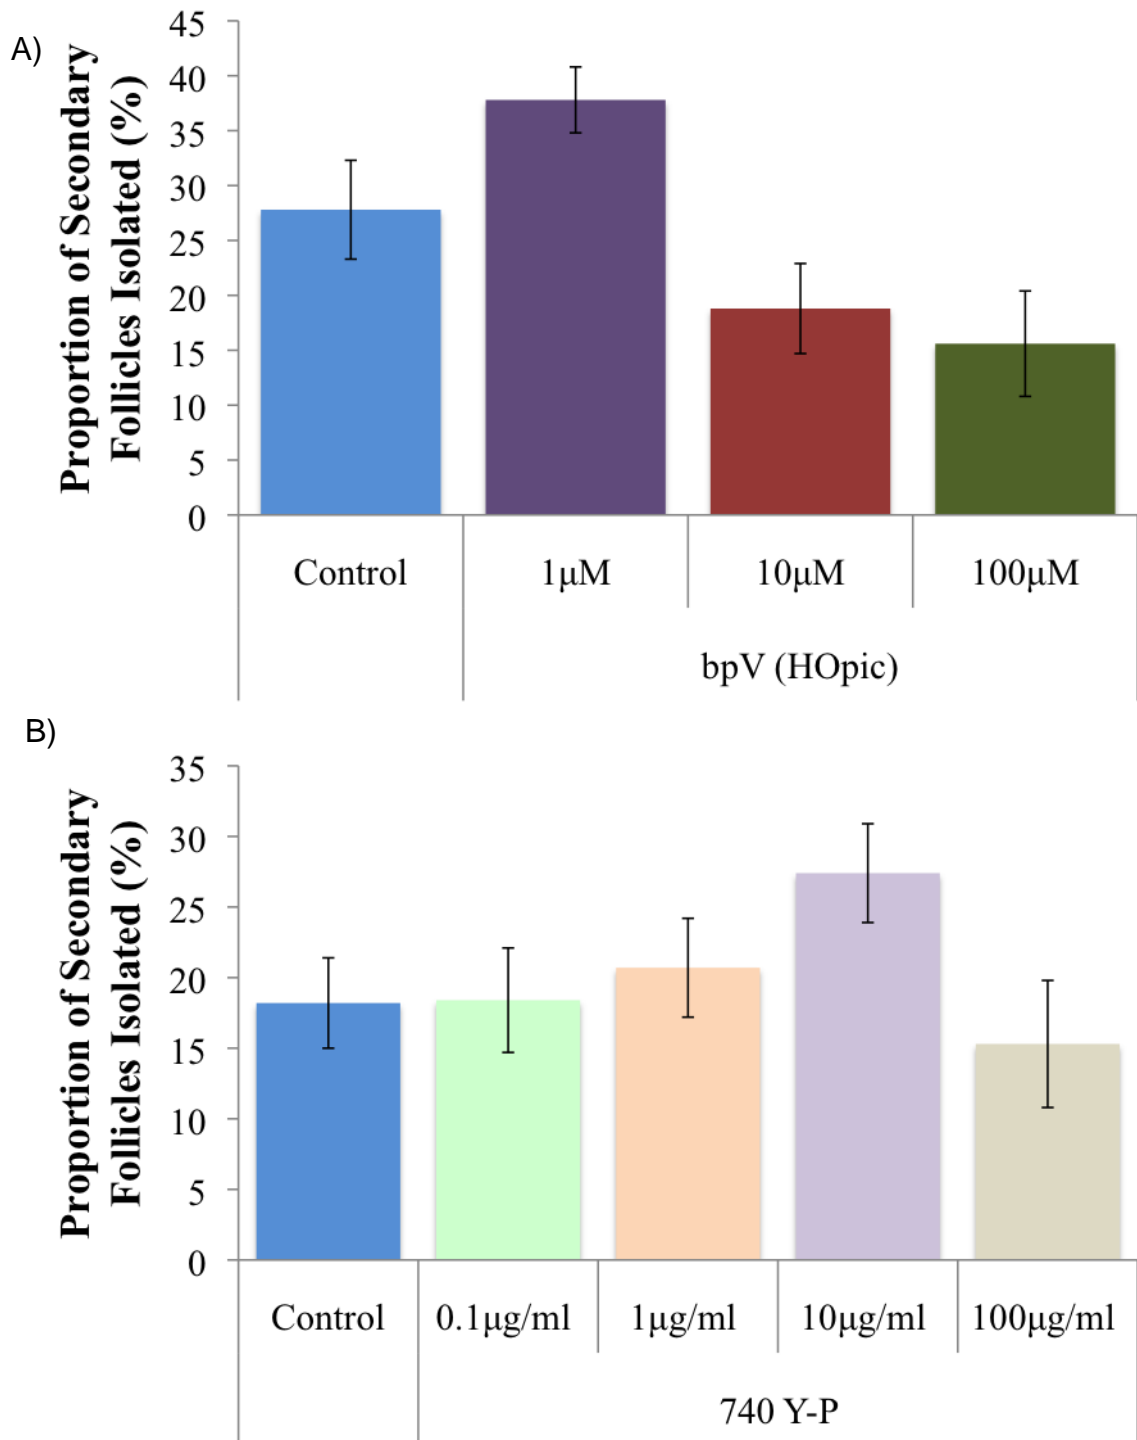 A)
Proportion of Secondary
Follicles Isolated (%)
45
40
35
30
25
20
15
10
5
0
Control
1μM
10μM
100μM
bpV (HOpic)
B)
Proportion of Secondary
Follicles Isolated (%)
35
30
25
20
15
10
5
0
Control
0.1μg/ml
1μg/ml
10μg/ml
100μg/ml
740 Y-P